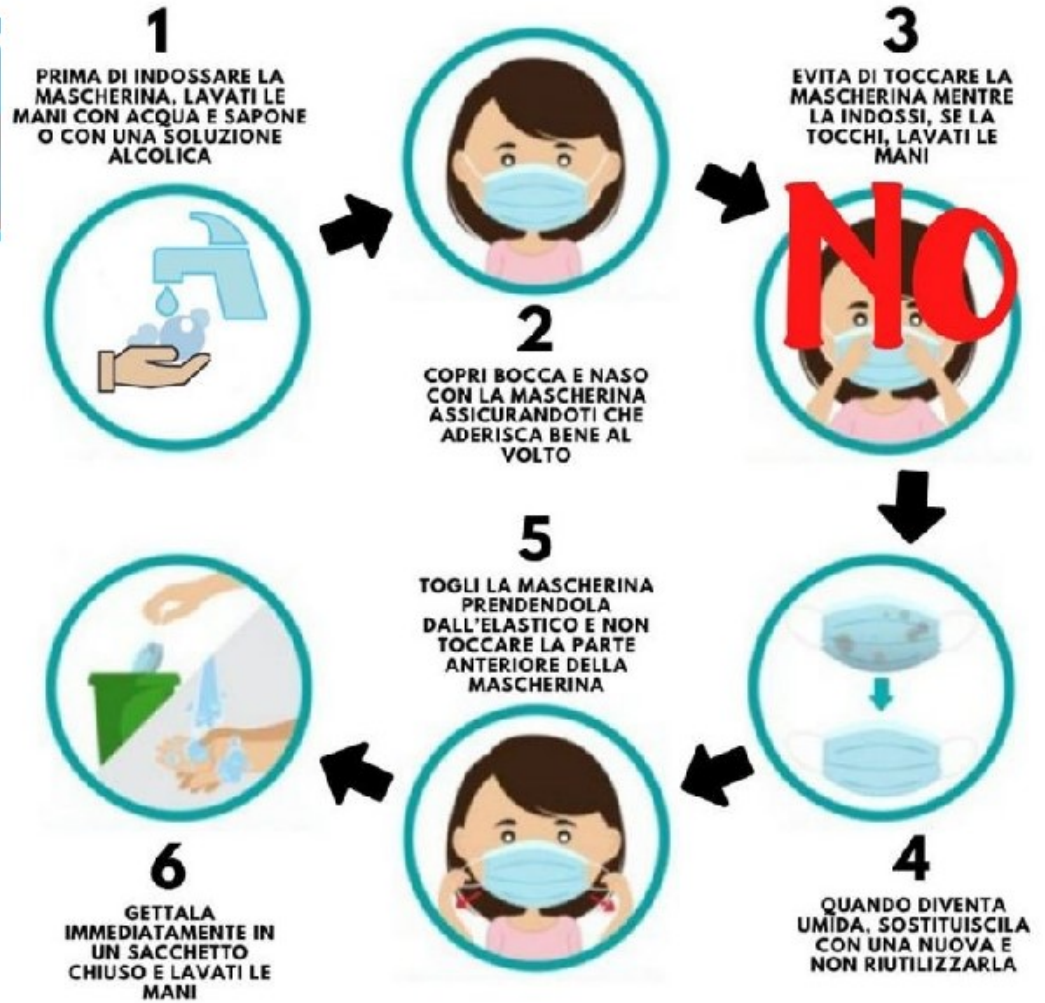 1
PRIMA DI INDOSSARE LA
MASCHERINA, LAVATI LE
MANI CON ACQUA E SAPONE
O CON UNA SOLUZIONE
ALCOLICA
2
COPRI BOCCA E NASO
CON LA MASCHERINA
ASSICURANDOTI CHE
ADERISCA BENE AL
VOLTO
3
EVITA DI TOCCARE LA
MASCHERINA MENTRE
LA INDOSSI, SE LA
TOCCHI, LAVATI LE
MANI
NO
4
QUANDO DIVENTA
UMIDA, SOSTITUISCILA
CON UNA NUOVA E
NON RIUTILIZZARLA
5
TOGLI LA MASCHERINA
PRENDENDOLA
DALL'ELASTICO E NON
TOCCARE LA PARTE
ANTERIORE DELLA
MASCHERINA
6
GETTALA
IMMEDIATAMENTE IN
UN SACCHETTO
CHIUSO E LAVATI LE
MANI